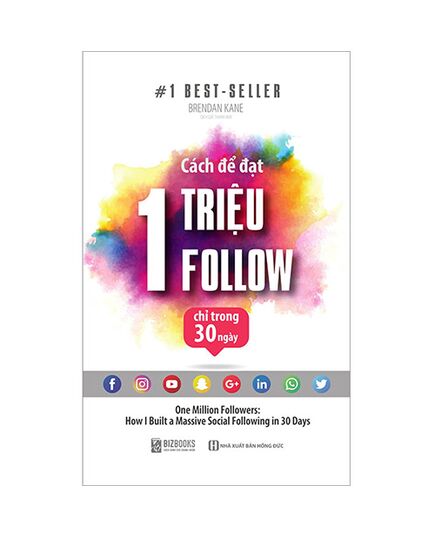 #1 BEST-SELLER
BRENDAN KANE
Cách để đạt
1 TRIỆU
FOLLOW
chỉ trong
30 ngày
One Million Followers:
How I Built a Massive Social Following in 30 Days
BIZBOOKS
NHÀ XUẤT BẢN HỒNG ĐỨC